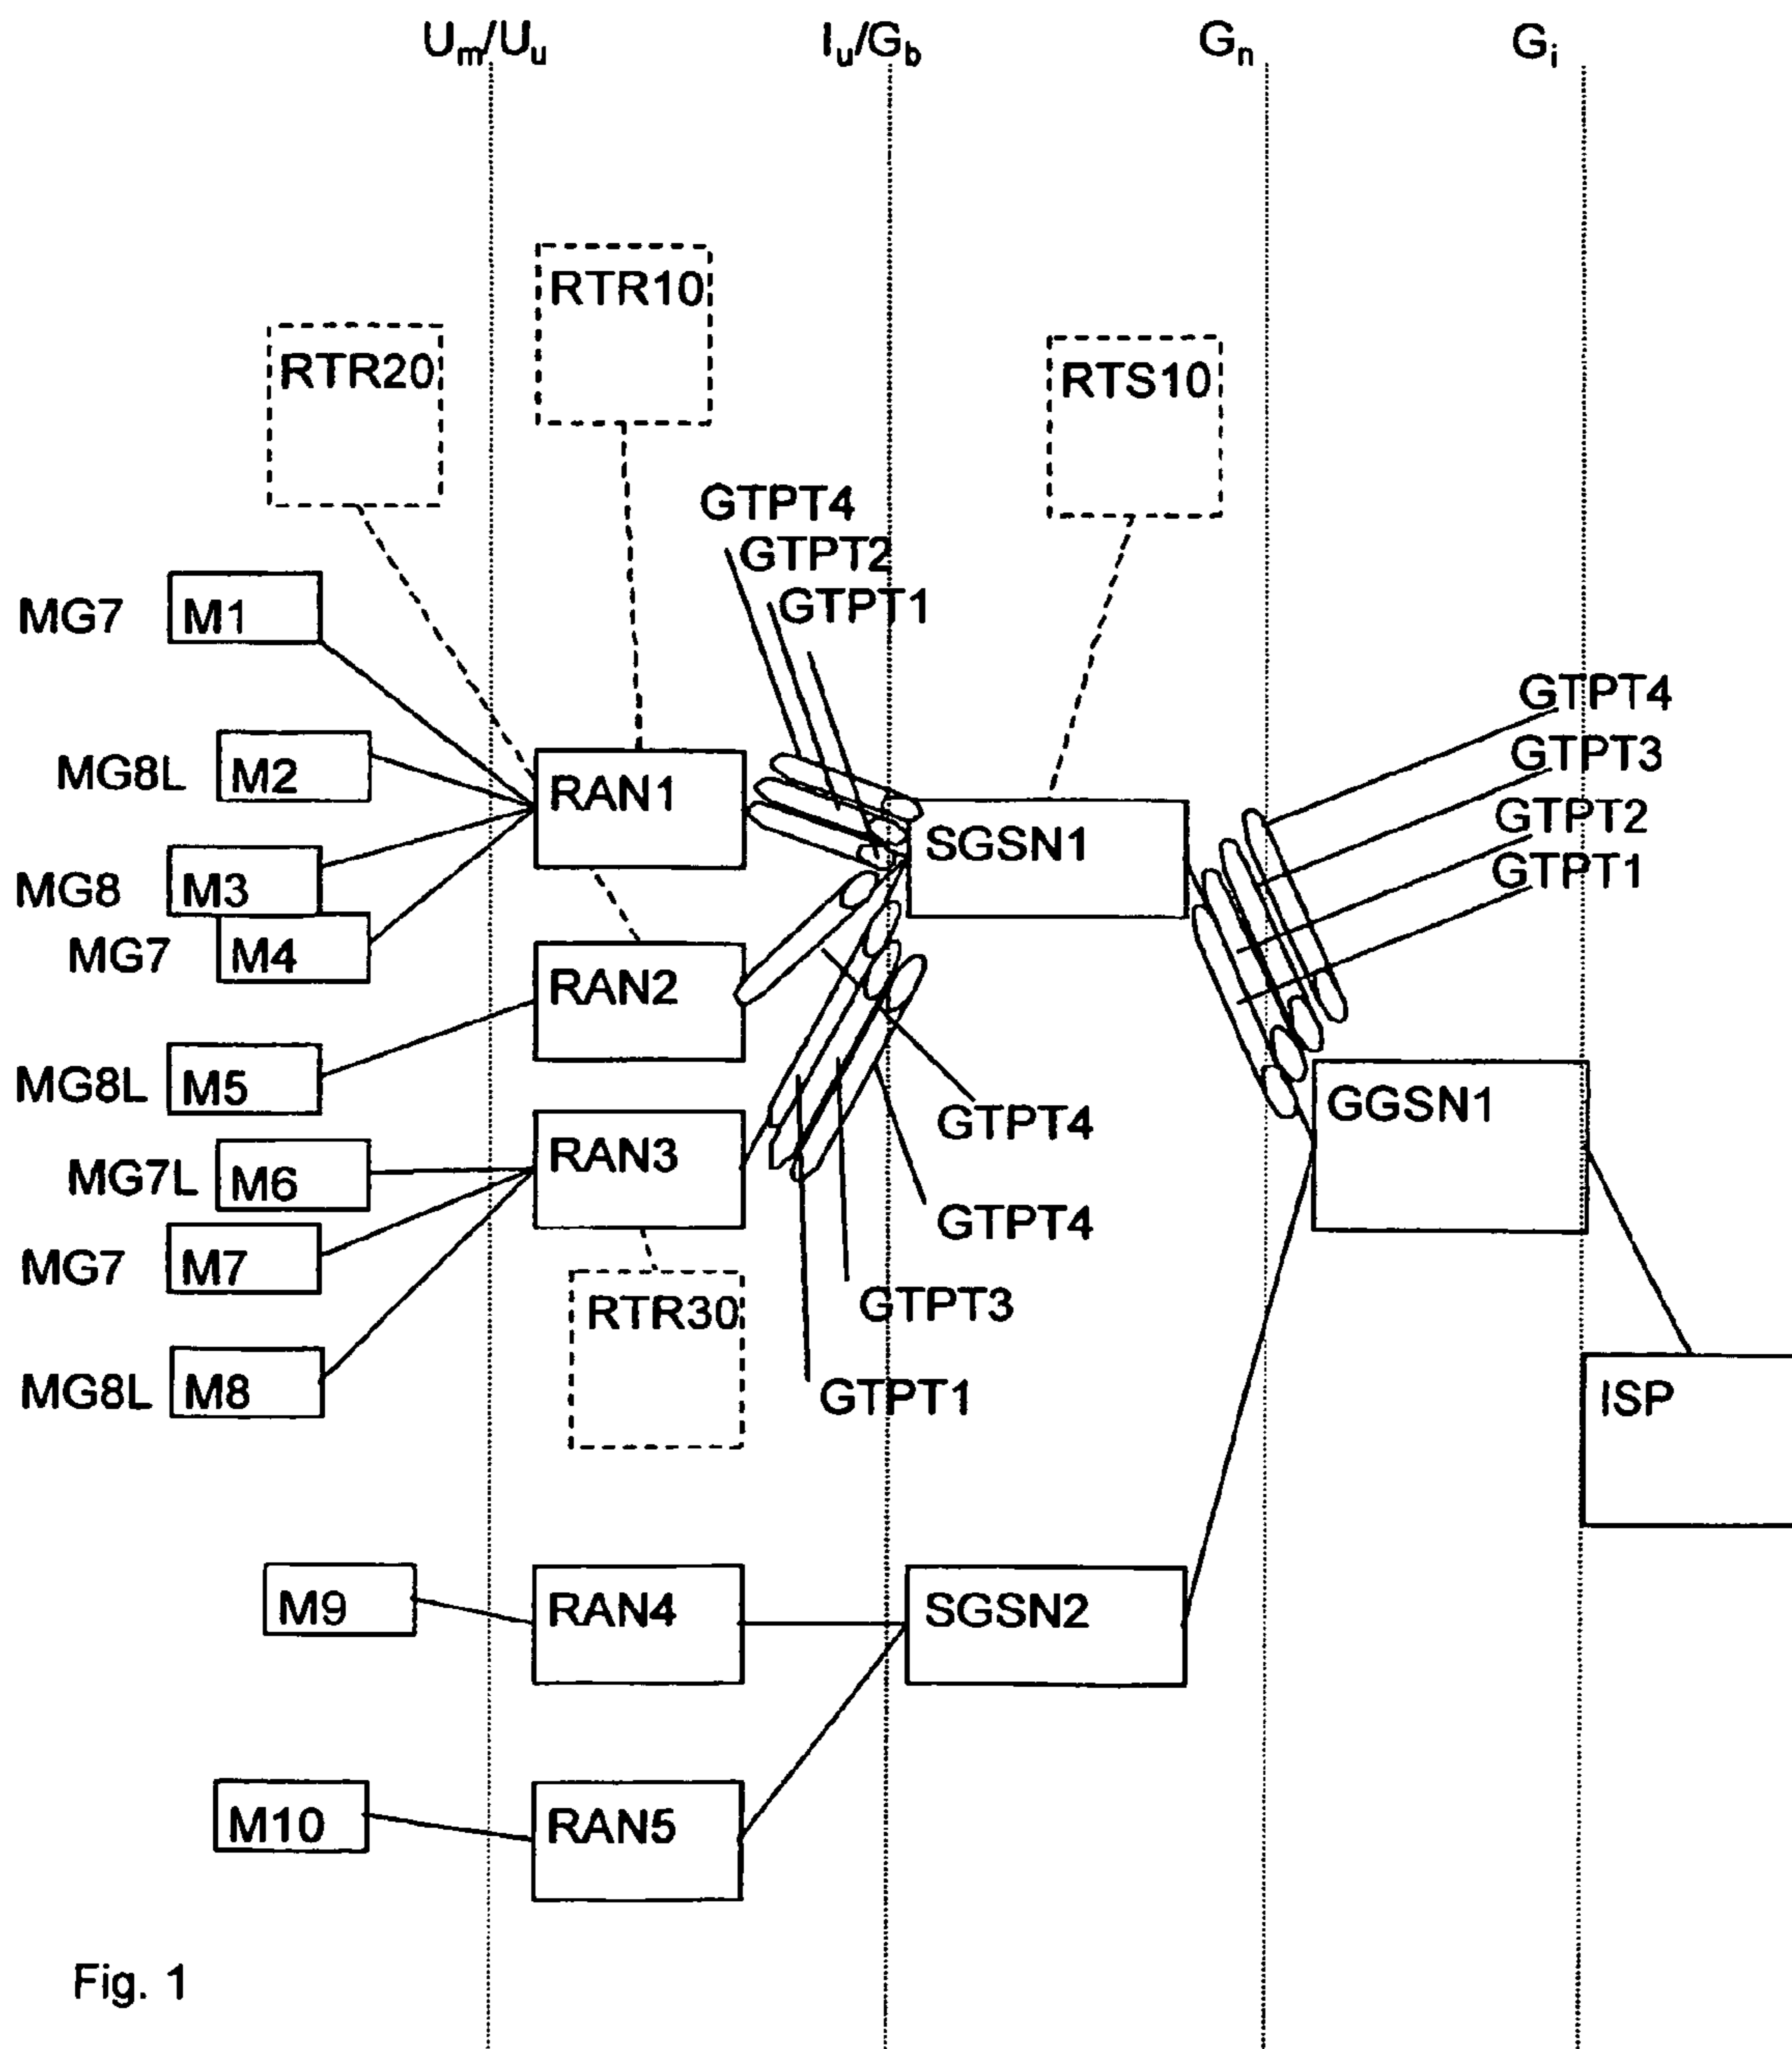 Um/Uu
Iu/Gb
Gn
Gi
RTR10
RTR20
RTS10
GTPT4
GTPT2
GTPT1
MG7 M1
GTPT4
GTPT3
GTPT2
GTPT1
MG8L M2
RAN1
SGSN1
MG8 M3
MG7 M4
RAN2
MG8L M5
GGSN1
GTPT4
RAN3
MG7L M6
GTPT4
MG7 M7
GTPT3
RTR30
MG8L M8
GTPT1
ISP
M9
RAN4
SGSN2
M10
RAN5
Fig. 1